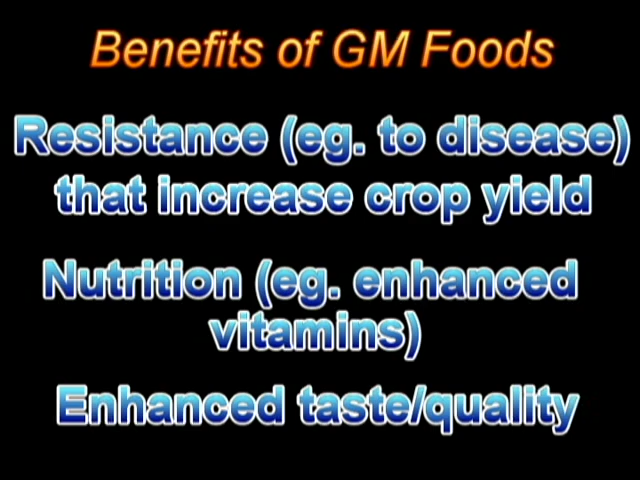 Benefits of GM Foods
Resistance (eg. to disease)
that increase crop yield
Nutrition (eg. enhanced
vitamins)
Enhanced taste/quality